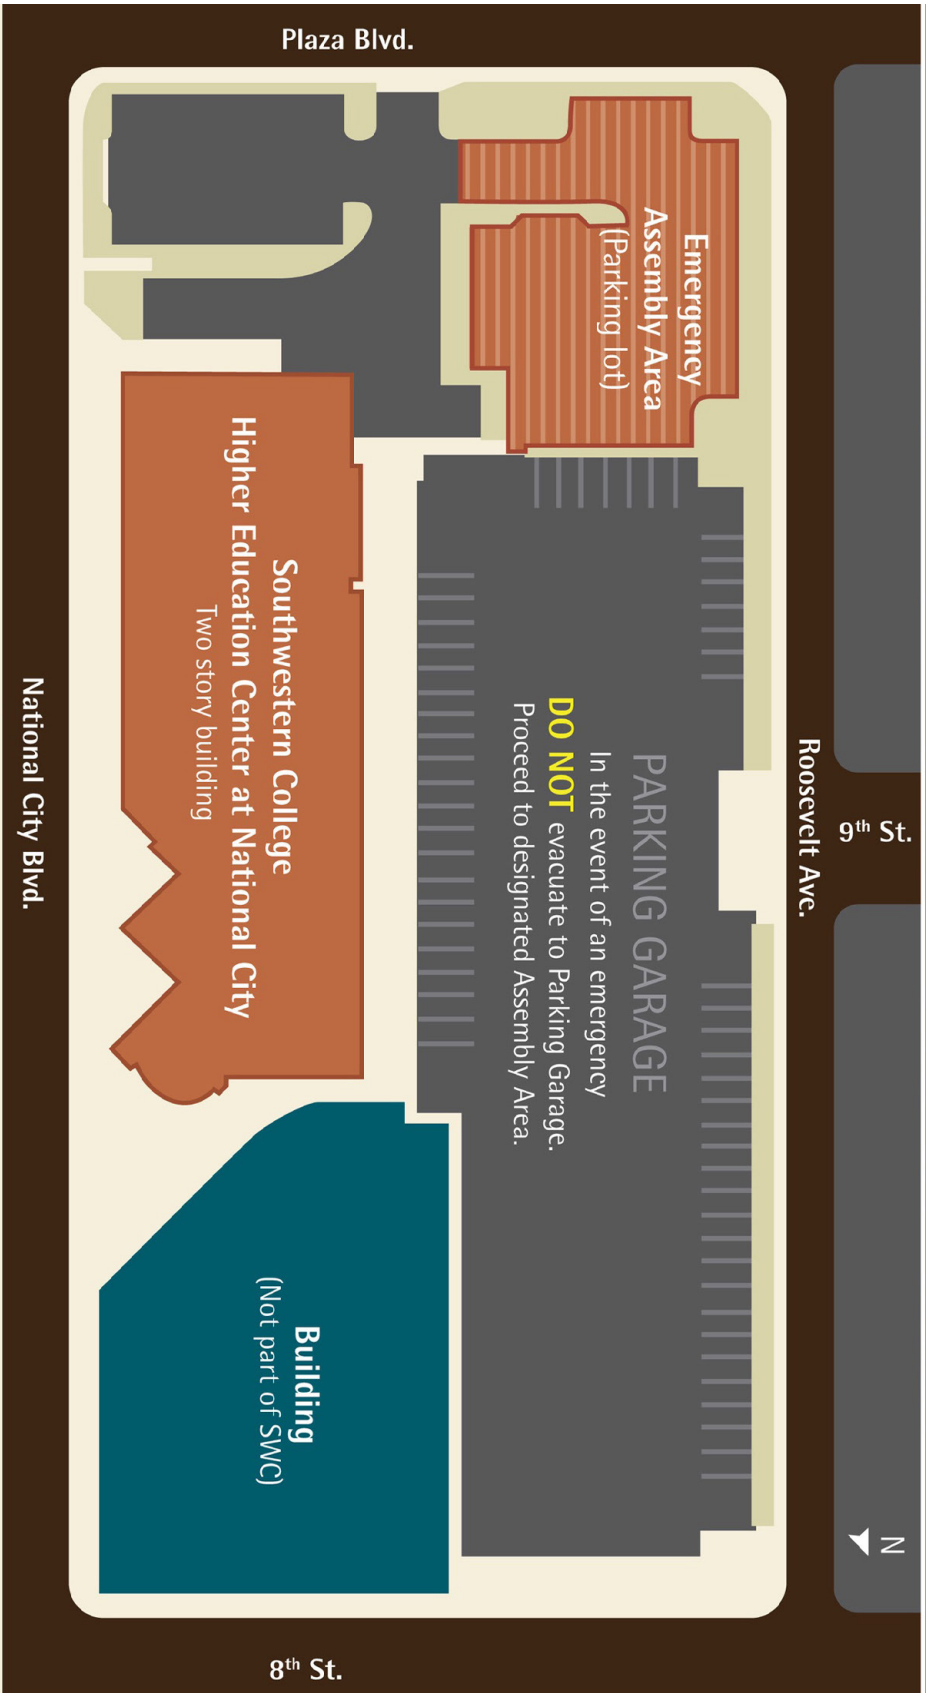 Plaza Blvd.
Emergency
Assembly Area
(Parking lot)
Southwestern College
Higher Education Center at National City
Two story building
National City Blvd.
PARKING GARAGE
In the event of an emergency
DO NOT evacuate to Parking Garage.
Proceed to designated Assembly Area.
Roosevelt Ave.
9th St.
Building
(Not part of SWC)
N
8th St.